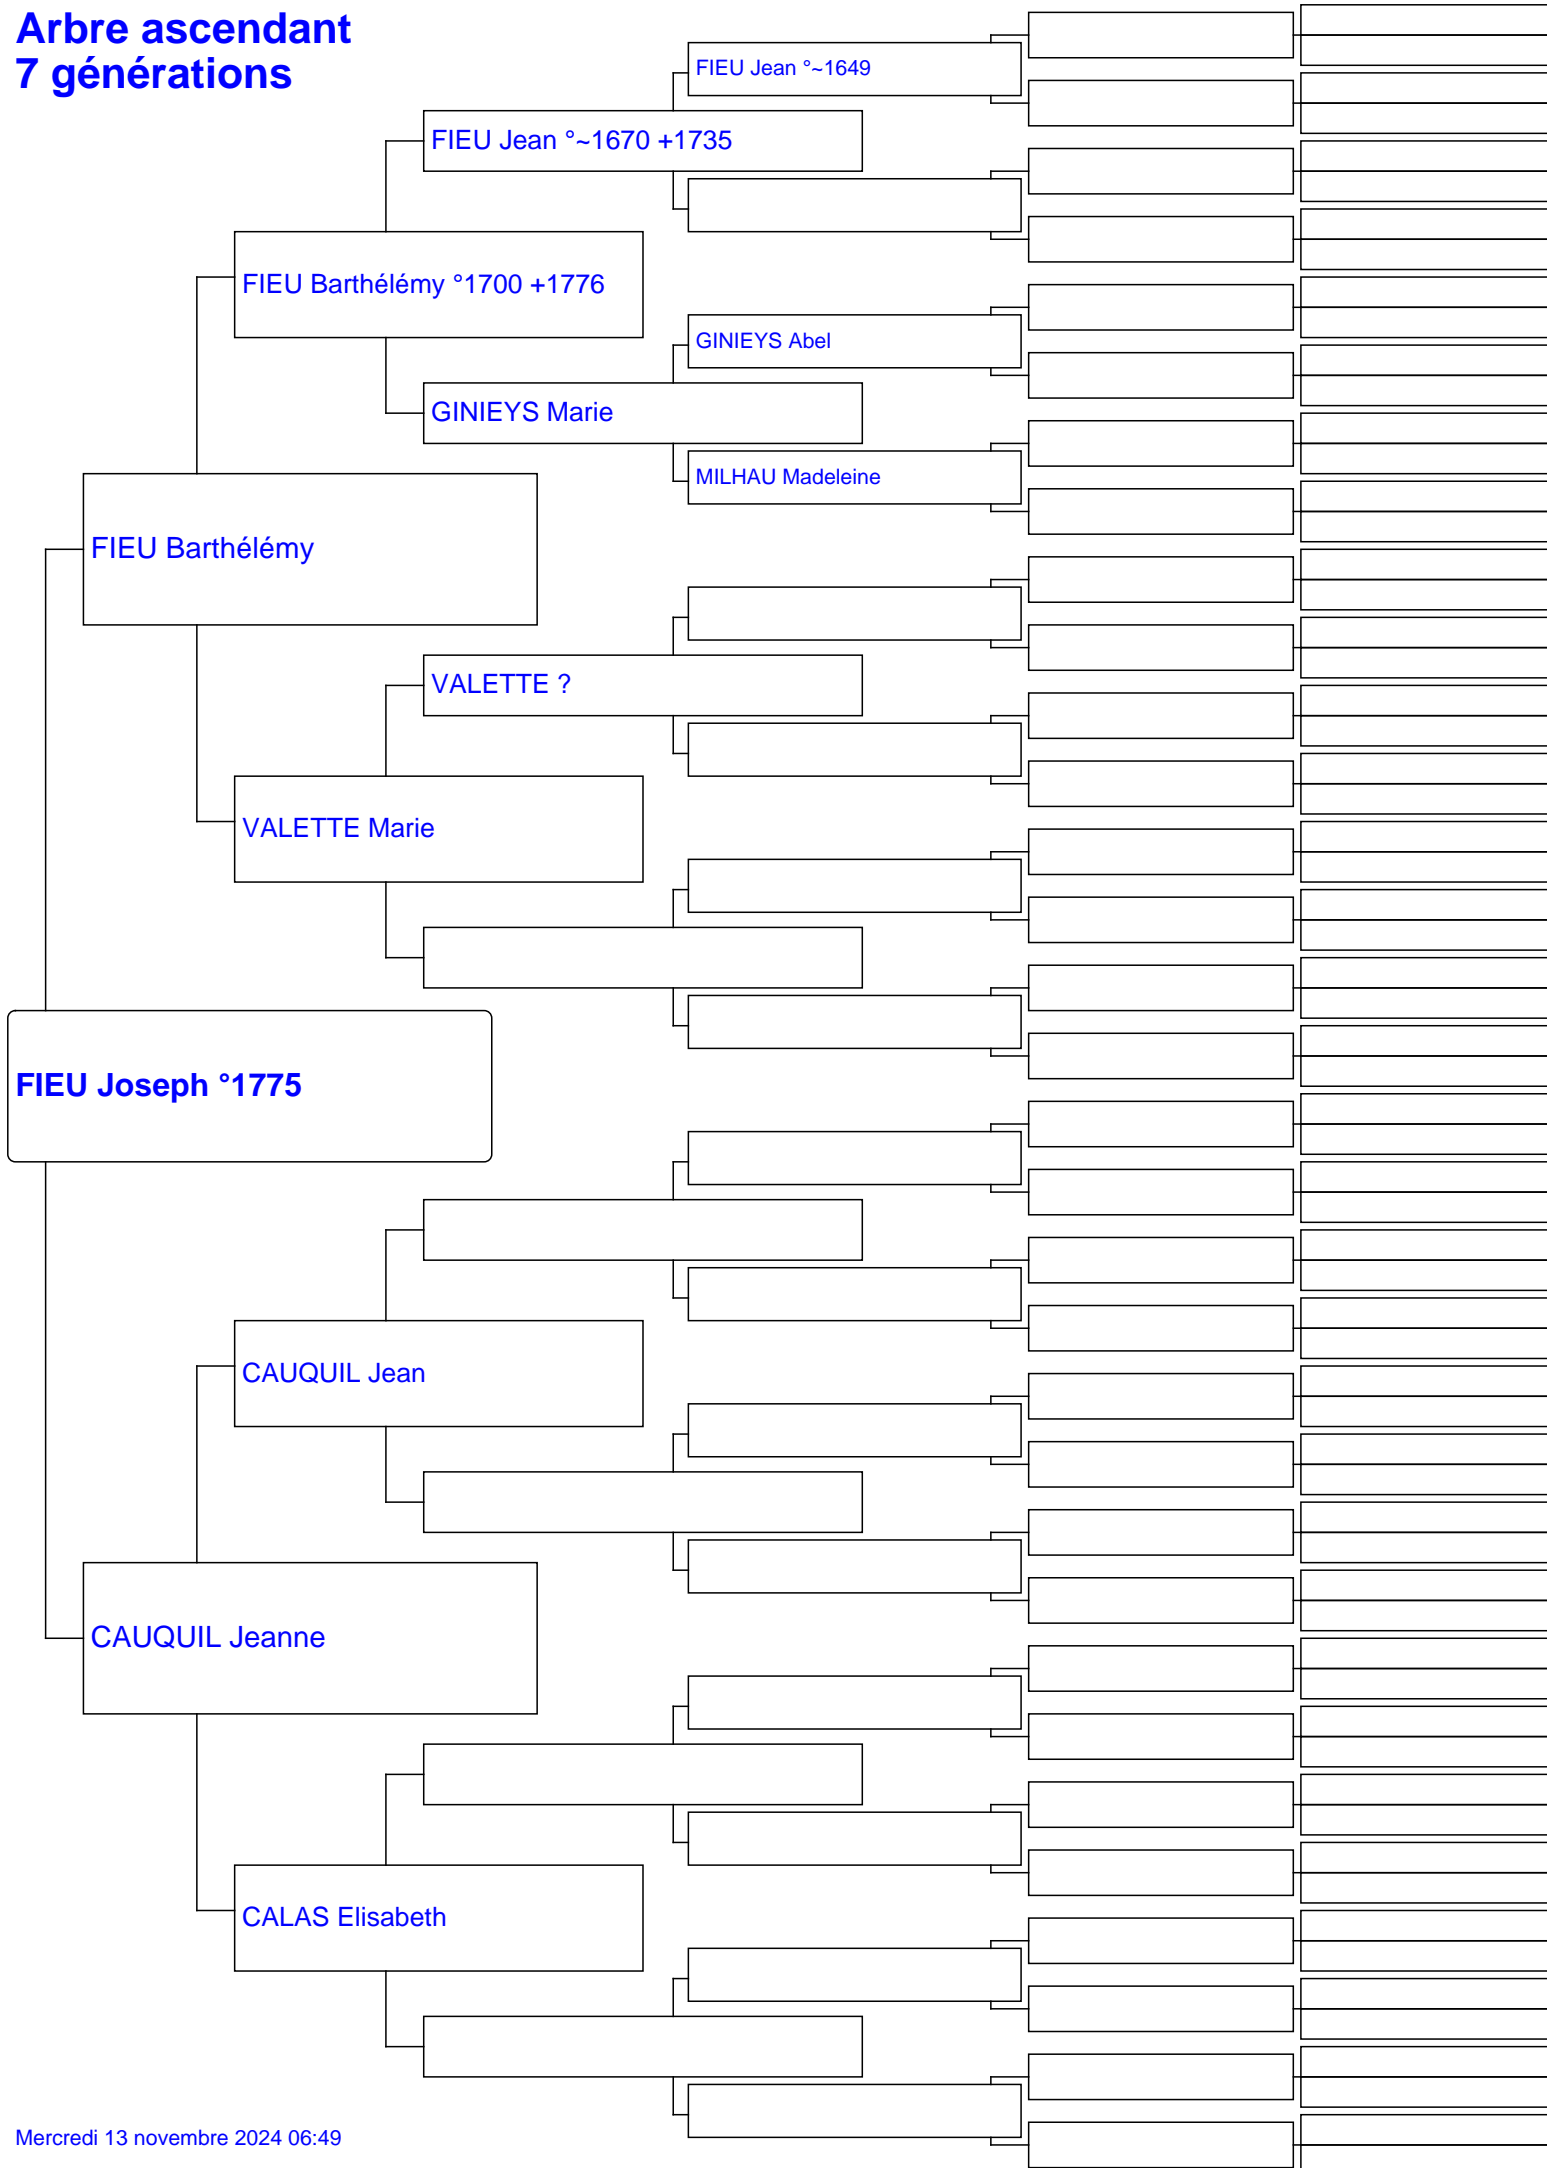 Arbre ascendant
7 générations
FIEU Jean °~1649
FIEU Jean °~1670 +1735
FIEU Barthélémy °1700 +1776
GINIEYS Abel
GINIEYS Marie
MILHAU Madeleine
FIEU Barthélémy
VALETTE ?
VALETTE Marie
FIEU Joseph °1775
CAUQUIL Jean
CAUQUIL Jeanne
CALAS Elisabeth
Mercredi 13 novembre 2024 06:49